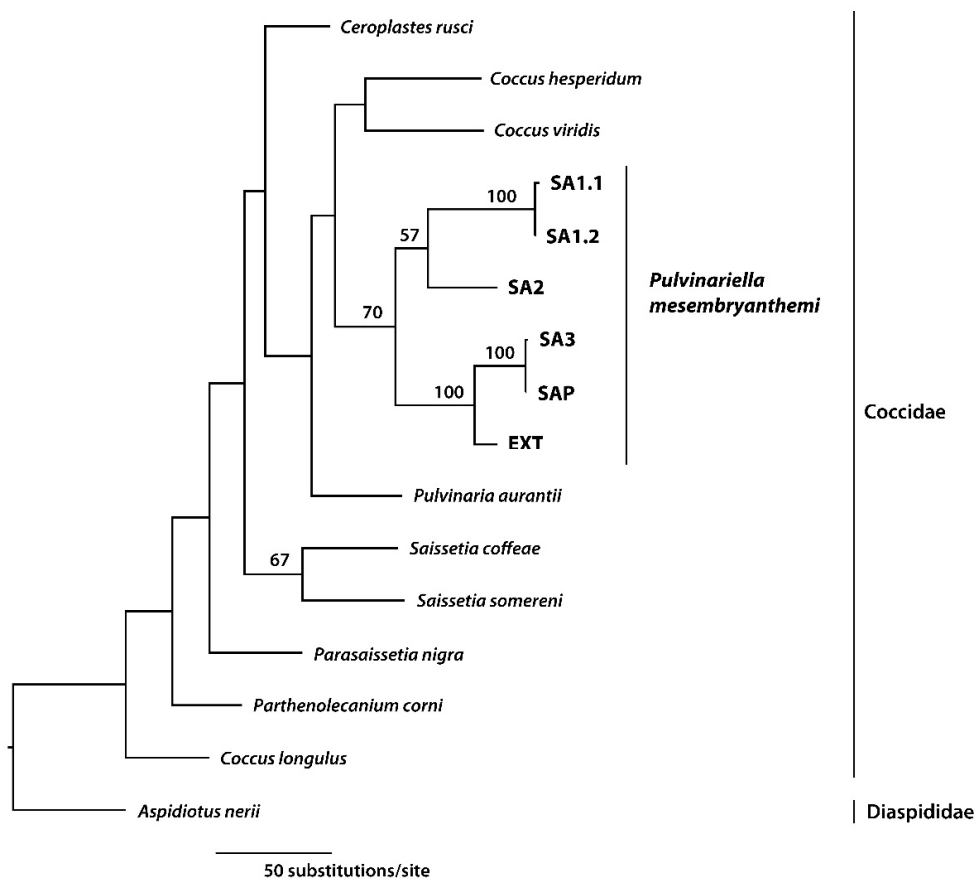 Ceroplastes rusci
Coccus hesperidum
Coccus viridis
100
SA1.1
SA1.2
57
SA2
Pulvinariella
mesembryanthemi
70
SA3
100
SAP
100
EXT
Coccidae
Pulvinaria aurantii
Saissetia coffeae
67
Saissetia somereni
Parasaissetia nigra
Parthenolecanium corni
Coccus longulus
Aspidiotus nerii
Diaspididae
50 substitutions/site